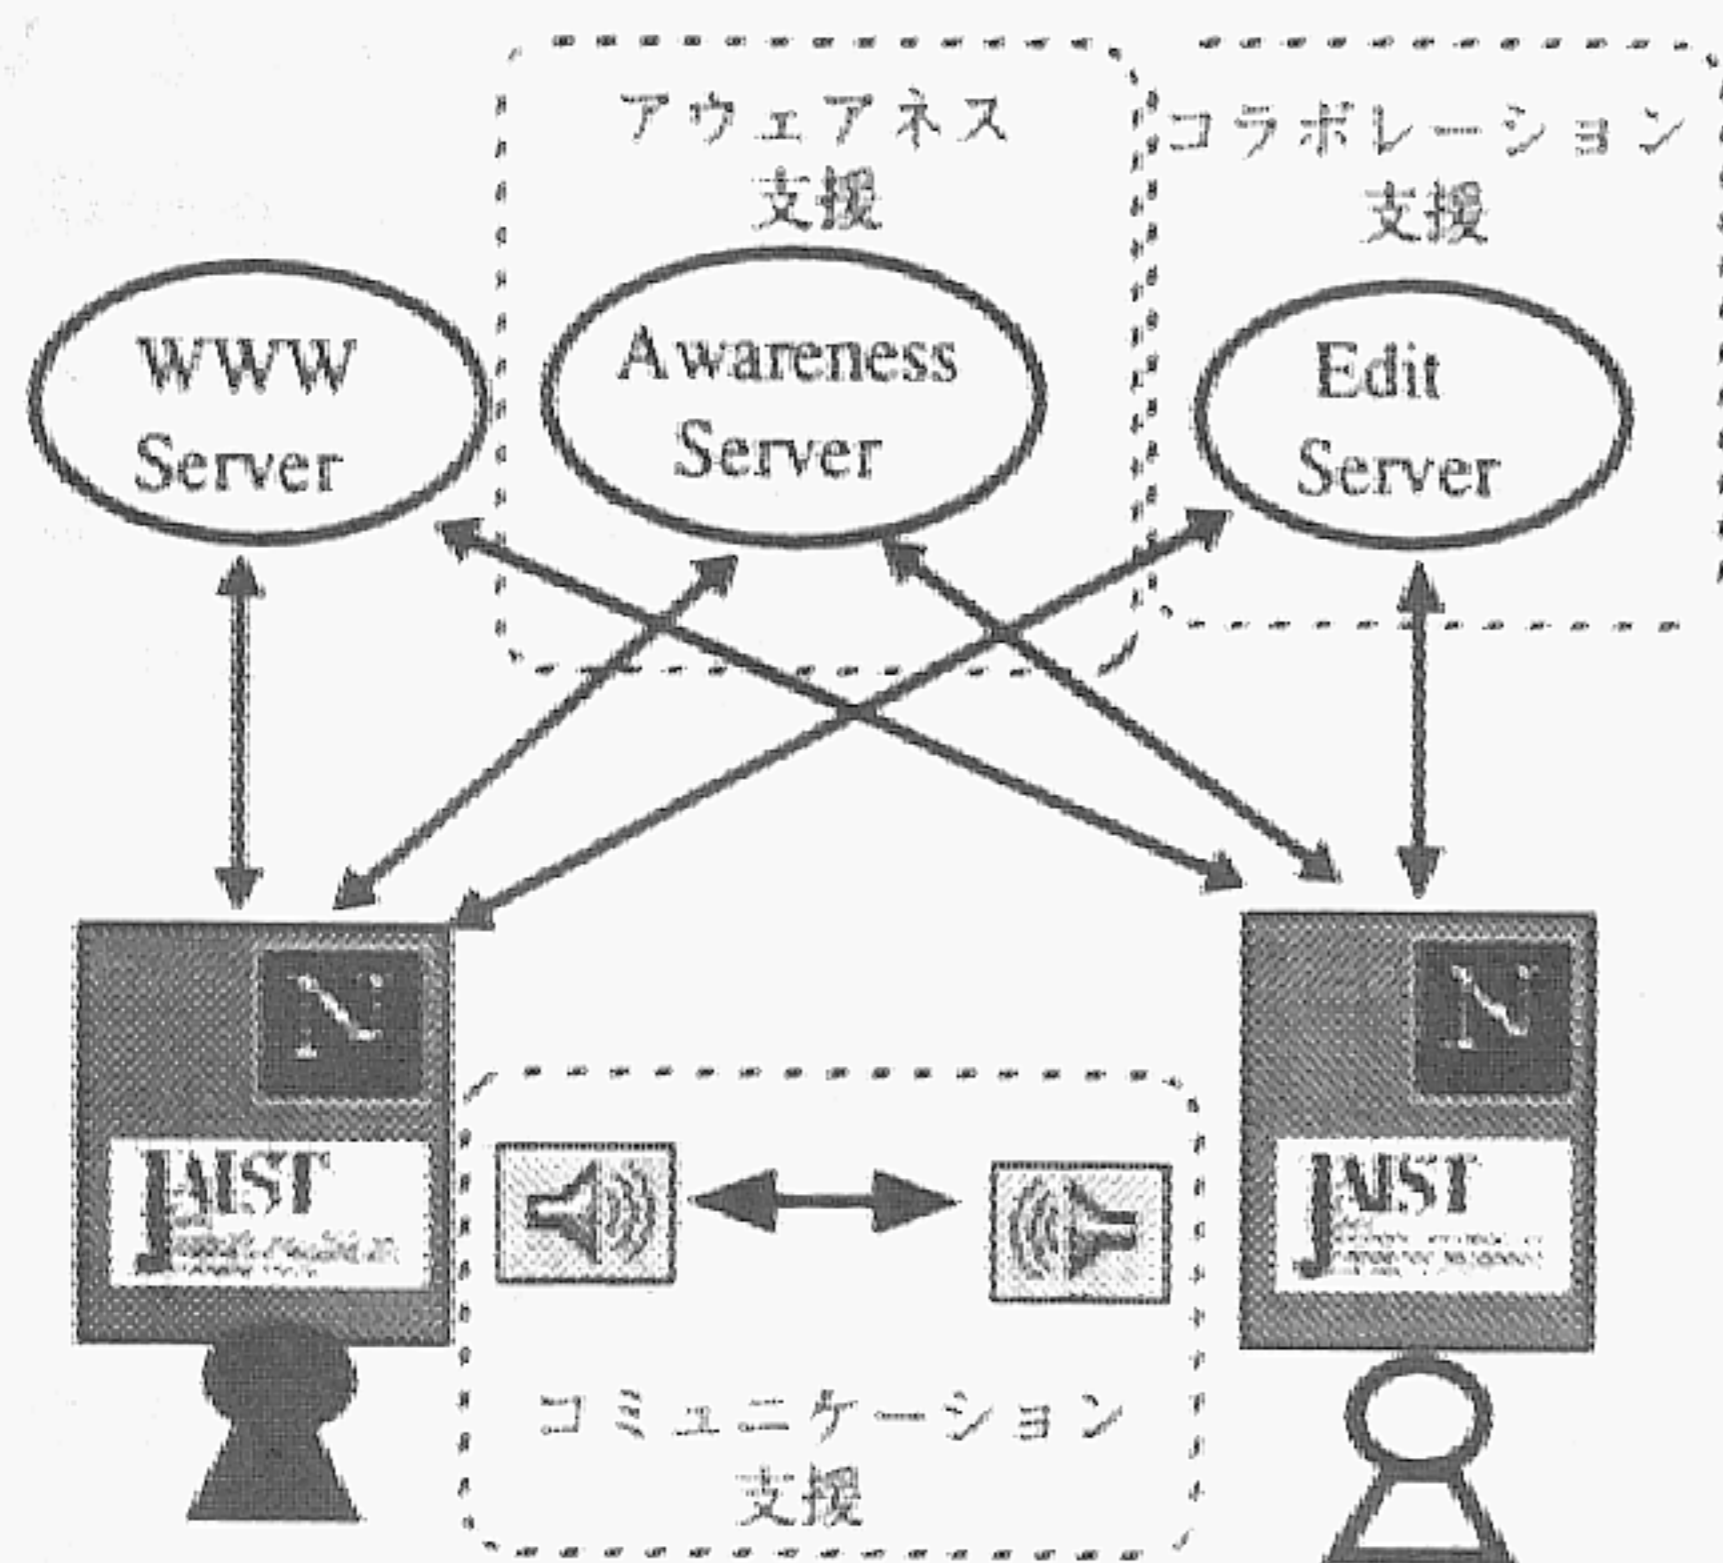 アウェアネス
支援
コラボレーション
支援
WWW
Server
Awareness
Server
Edit
Server
N
N
JAIST
JAIST
コミュニケーション
支援